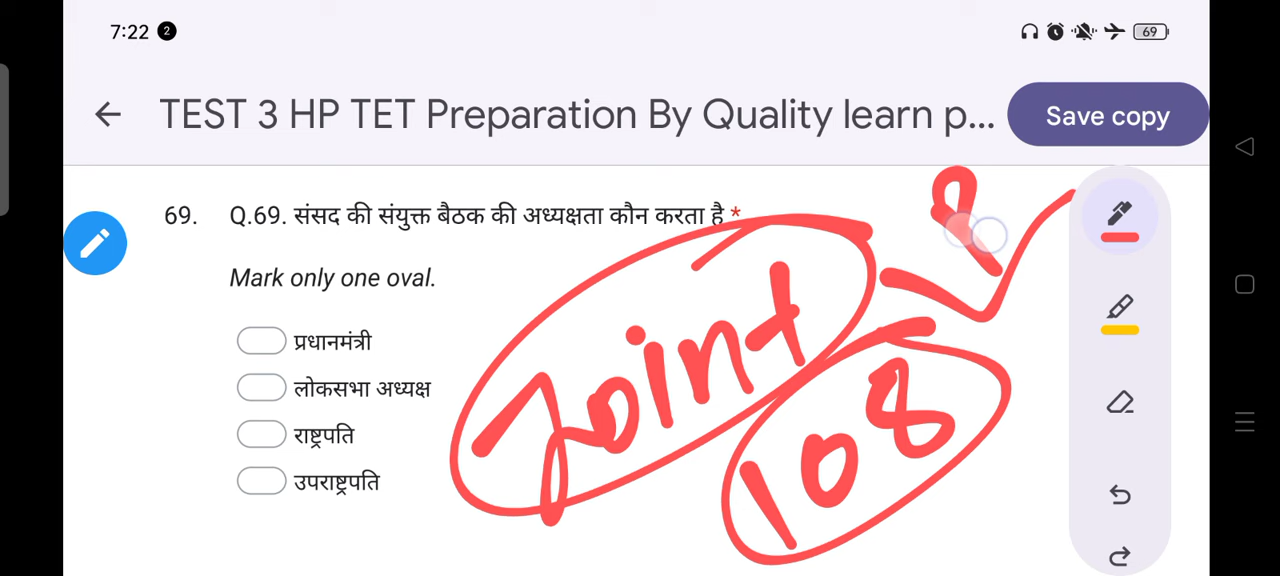 7:22 2 69
TEST 3 HP TET Preparation By Quality learn p... Save copy
69. Q.69. संसद की संयुक्त बैठक की अध्यक्षता कौन करता है *
Mark only one oval.
प्रधानमंत्री
लोकसभा अध्यक्ष
राष्ट्रपति
उपराष्ट्रपति
Joint
108